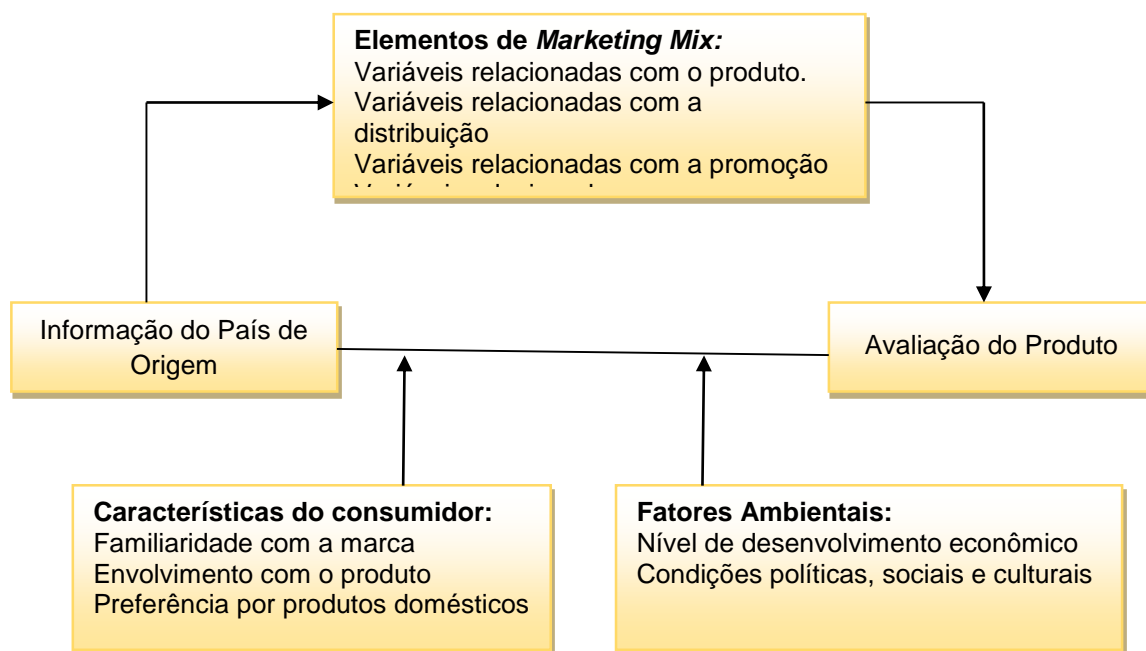 Elementos de Marketing Mix:
Variáveis relacionadas com o produto.
Variáveis relacionadas com a
distribuição
Variáveis relacionadas com a promoção
Informação do País de
Origem
Avaliação do Produto
Características do consumidor:
Familiaridade com a marca
Envolvimento com o produto
Preferência por produtos domésticos
Fatores Ambientais:
Nível de desenvolvimento econômico
Condições políticas, sociais e culturais